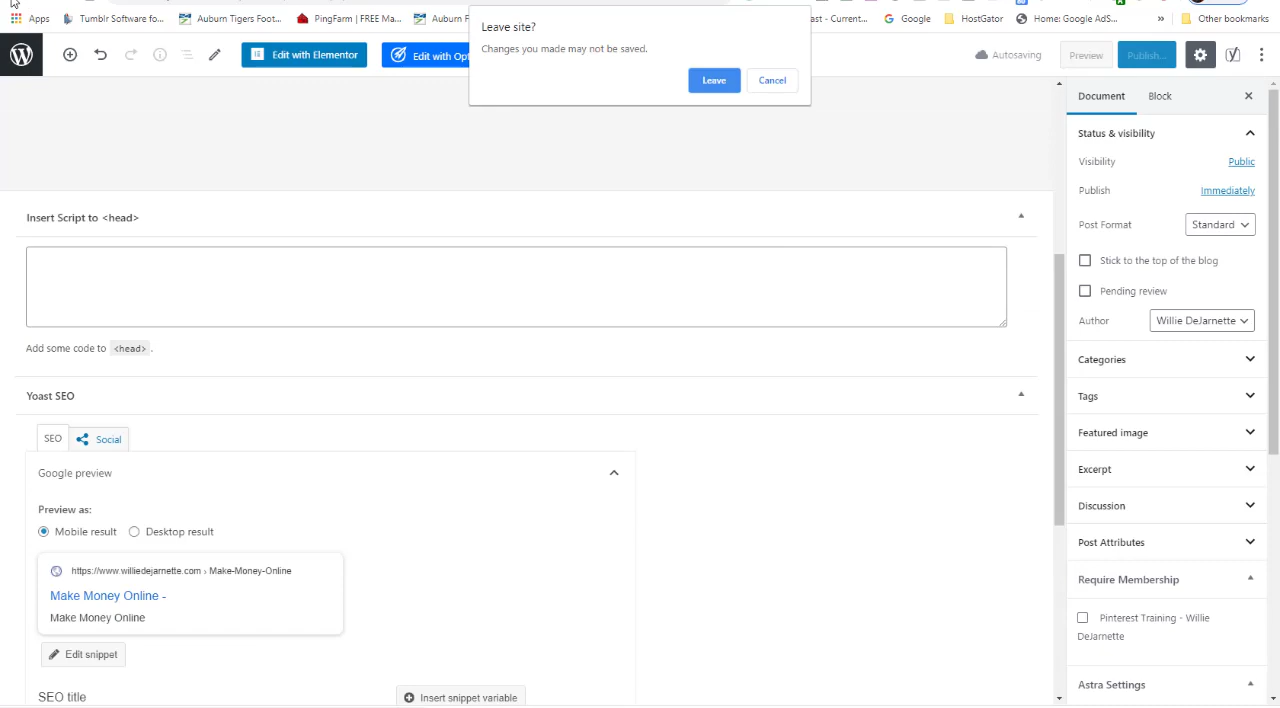 Apps
Tumblr Software fo...
Auburn Tigers Foot...
PingFarm | FREE Ma...
Auburn F
ast - Current...
Google
HostGator
Home: Google AdS...
»
Other bookmarks
Leave site?
Changes you made may not be saved.
Leave
Cancel
Edit with Elementor
Edit with Opt
Autosaving
Preview
Publish...
Document
Block
Status & visibility
Visibility
Public
Publish
Immediately
Post Format
Standard
Stick to the top of the blog
Pending review
Author
Willie DeJarnette
Categories
Tags
Featured image
Excerpt
Discussion
Post Attributes
Require Membership
Pinterest Training - Willie
DeJarnette
Astra Settings
Insert Script to <head>
Add some code to <head> .
Yoast SEO
SEO
Social
Google preview
Preview as:
Mobile result
Desktop result
https://www.williedejarnette.com › Make-Money-Online
Make Money Online -
Make Money Online
Edit snippet
SEO title
Insert snippet variable